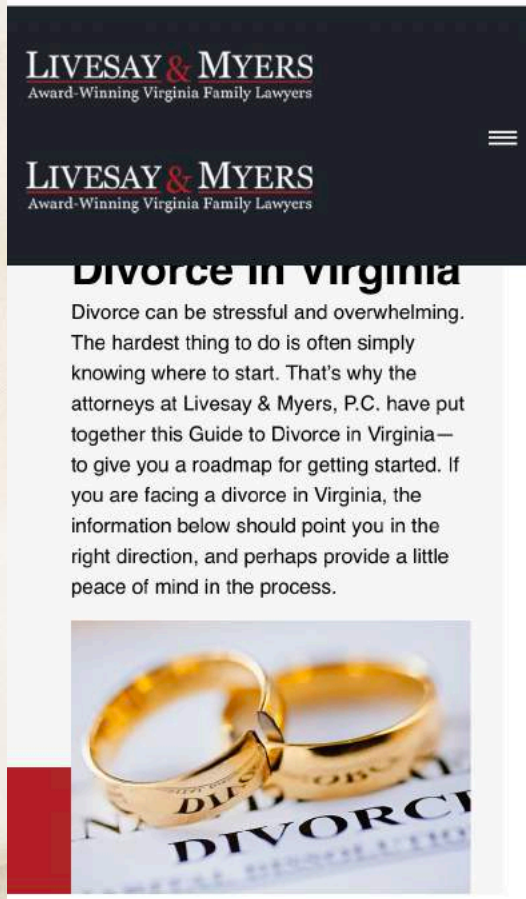 LIVESAY & MYERS
Award-Winning Virginia Family Lawyers
LIVESAY & MYERS
Award-Winning Virginia Family Lawyers
Divorce in Virginia
Divorce can be stressful and overwhelming.
The hardest thing to do is often simply
knowing where to start. That's why the
attorneys at Livesay & Myers, P.C. have put
together this Guide to Divorce in Virginia—
to give you a roadmap for getting started. If
you are facing a divorce in Virginia, the
information below should point you in the
right direction, and perhaps provide a little
peace of mind in the process.
DIVORCE